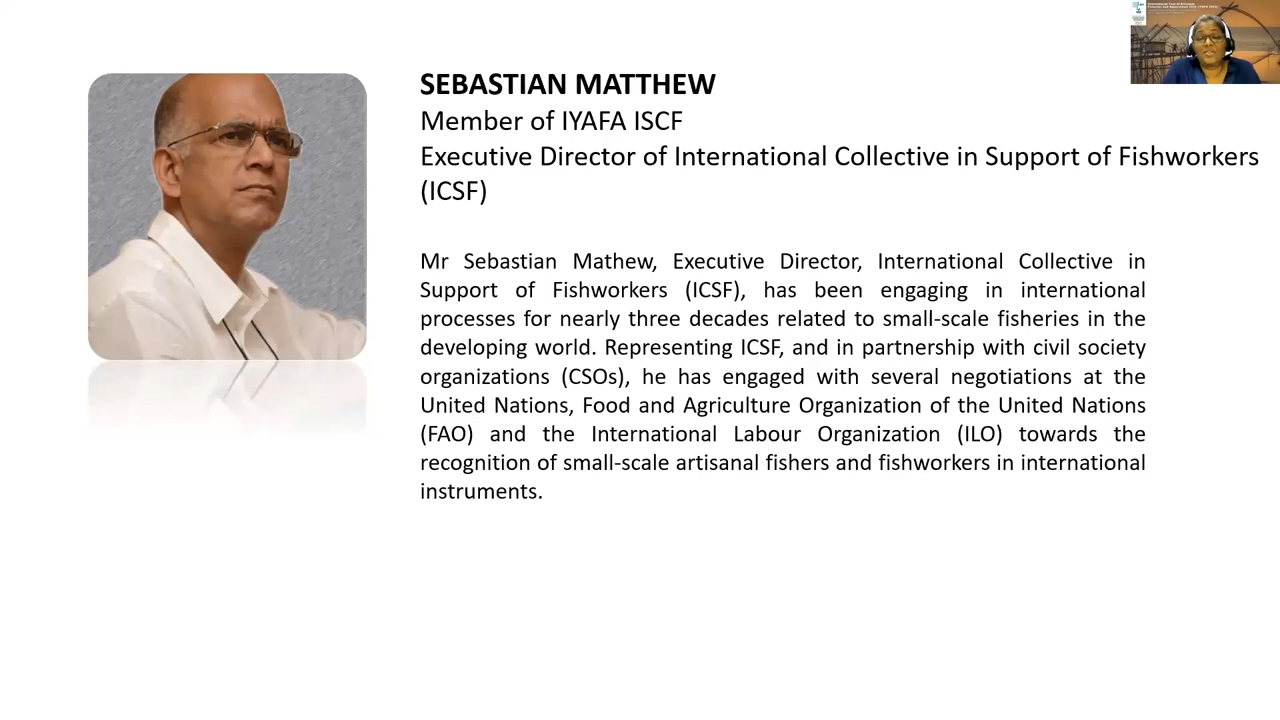 SEBASTIAN MATTHEW
Member of IYAFA ISCF
Executive Director of International Collective in Support of Fishworkers
(ICSF)
Mr Sebastian Mathew, Executive Director, International Collective in
Support of Fishworkers (ICSF), has been engaging in international
processes for nearly three decades related to small-scale fisheries in the
developing world. Representing ICSF, and in partnership with civil society
organizations (CSOs), he has engaged with several negotiations at the
United Nations, Food and Agriculture Organization of the United Nations
(FAO) and the International Labour Organization (ILO) towards the
recognition of small-scale artisanal fishers and fishworkers in international
instruments.